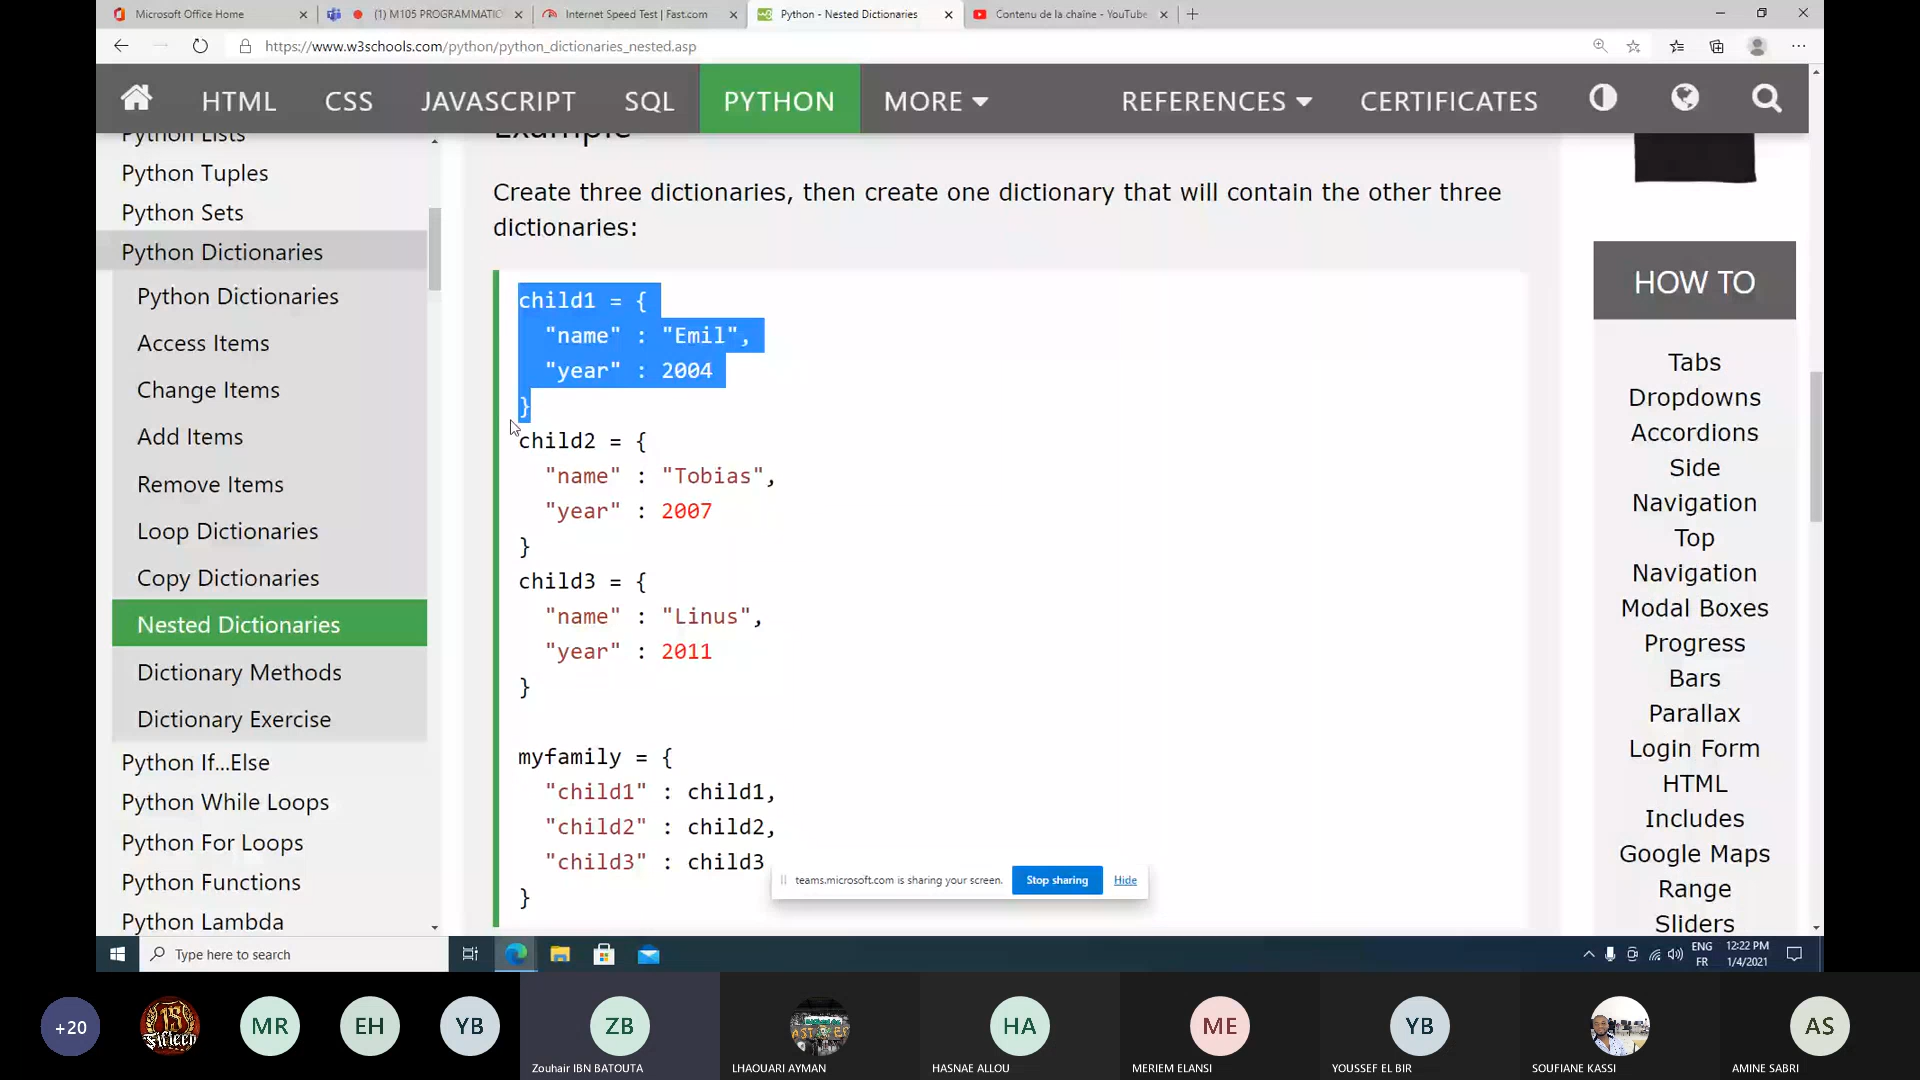 Microsoft Office Home
(1) M105 PROGRAMMATIC
Internet Speed Test | Fast.com
Python - Nested Dictionaries
Contenu de la chaîne - YouTube
https://www.w3schools.com/python/python_dictionaries_nested.asp
HTML
CSS
JAVASCRIPT
SQL
PYTHON
MORE
REFERENCES
CERTIFICATES
Python Lists
Python Tuples
Python Sets
Python Dictionaries
Python Dictionaries
Access Items
Change Items
Add Items
Remove Items
Loop Dictionaries
Copy Dictionaries
Nested Dictionaries
Dictionary Methods
Dictionary Exercise
Python If...Else
Python While Loops
Python For Loops
Python Functions
Python Lambda
Example
Create three dictionaries, then create one dictionary that will contain the other three
dictionaries:
child1 = {
"name" : "Emil",
"year" : 2004
}
child2 = {
"name" : "Tobias",
"year" : 2007
}
child3 = {
"name" : "Linus",
"year" : 2011
}
myfamily = {
"child1" : child1,
"child2" : child2,
"child3" : child3
}
HOW TO
Tabs
Dropdowns
Accordions
Side
Navigation
Top
Navigation
Modal Boxes
Progress
Bars
Parallax
Login Form
HTML
Includes
Google Maps
Range
Sliders
teams.microsoft.com is sharing your screen.
Stop sharing
Hide
Type here to search
ENG
FR
12:22 PM
1/4/2021
+20
15
Fifteen
MR
EH
YB
ZB
Zouhair IBN BATOUTA
LHAOUARI AYMAN
HA
HASNAE ALLOU
ME
MERIEM ELANSI
YB
YOUSSEF EL BIR
SOUFIANE KASSI
AS
AMINE SABRI